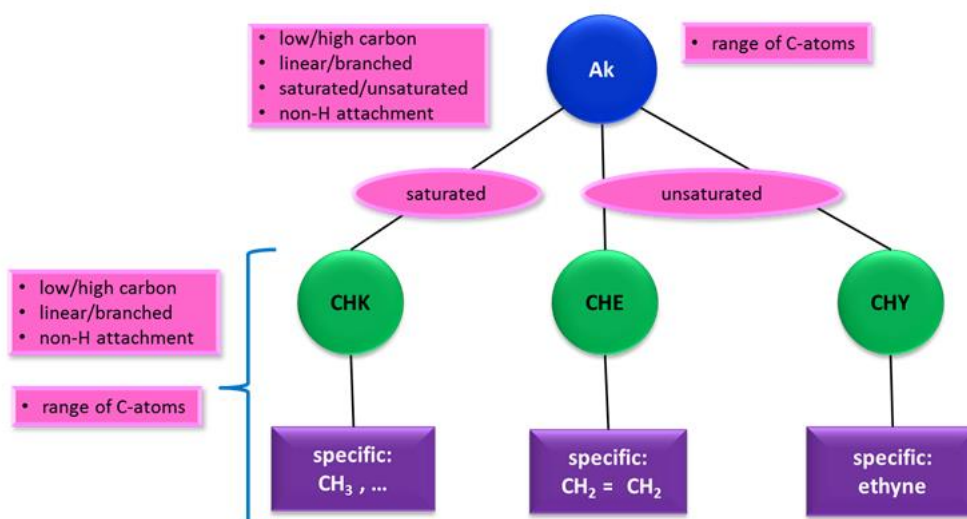 • low/high carbon
• linear/branched
• saturated/unsaturated
• non-H attachment
Ak
• range of C-atoms
saturated
unsaturated
• low/high carbon
• linear/branched
• non-H attachment
• range of C-atoms
CHK
CHE
CHY
specific:
CH₃ , ...
specific:
CH₂ = CH₂
specific:
ethyne